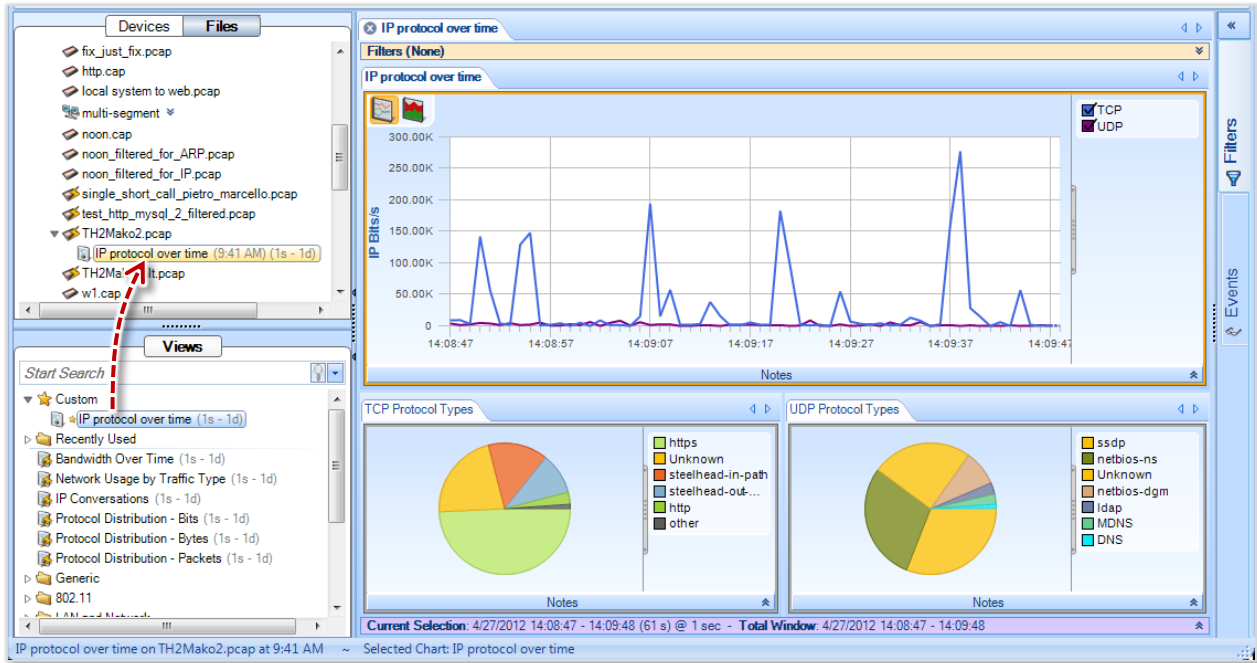 Devices Files
fix_just_fix.pcap
http.cap
local system to web.pcap
multi-segment
noon.cap
noon_filtered_for_ARP.pcap
noon_filtered_for_IP.pcap
single_short_call_pietro_marcello.pcap
test_http_mysql_2_filtered.pcap
TH2Mako2.pcap
IP protocol over time (9:41 AM) (1s - 1d)
w1.cap
Views
Start Search
Custom
IP protocol over time (1s - 1d)
Recently Used
Bandwidth Over Time (1s - 1d)
Network Usage by Traffic Type (1s - 1d)
IP Conversations (1s - 1d)
Protocol Distribution - Bits (1s - 1d)
Protocol Distribution - Bytes (1s - 1d)
Protocol Distribution - Packets (1s - 1d)
Generic
802.11
LAN and Network
IP protocol over time
Filters (None)
IP protocol over time
300.00K
250.00K
200.00K
150.00K
100.00K
50.00K
0
IP Bits/s
14:08:47 14:08:57 14:09:07 14:09:17 14:09:27 14:09:37 14:09:47
TCP
UDP
Notes
TCP Protocol Types
https
Unknown
steelhead-in-path
steelhead-out-...
http
other
Notes
UDP Protocol Types
ssdp
netbios-ns
Unknown
netbios-dgm
ldap
MDNS
DNS
Notes
Current Selection: 4/27/2012 14:08:47 - 14:09:48 (61 s) @ 1 sec - Total Window: 4/27/2012 14:08:47 - 14:09:48
Filters
Events
IP protocol over time on TH2Mako2.pcap at 9:41 AM ~ Selected Chart: IP protocol over time